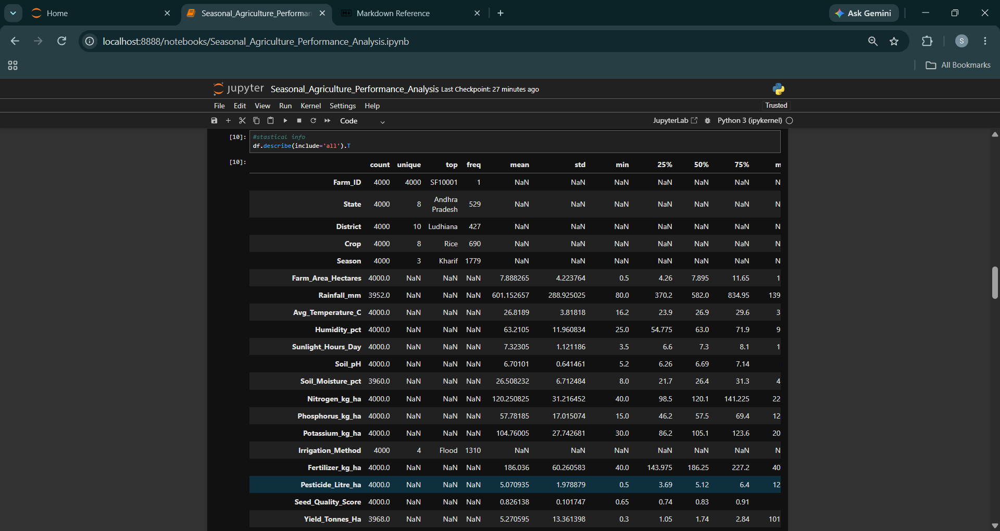 Home
Seasonal_Agriculture_Performan
Markdown Reference
Ask Gemini
localhost:8888/notebooks/Seasonal_Agriculture_Performance_Analysis.ipynb
S
All Bookmarks
jupyter Seasonal_Agriculture_Performance_Analysis Last Checkpoint: 27 minutes ago
File Edit View Run Kernel Settings Help
Trusted
Code
JupyterLab
Python 3 (ipykernel)
[10]: #stastical info
df.describe(include='all').T
[10]:
count unique top freq mean std min 25% 50% 75% m
Farm_ID 4000 4000 SF10001 1 NaN NaN NaN NaN NaN NaN N
State 4000 8 Andhra Pradesh 529 NaN NaN NaN NaN NaN NaN N
District 4000 10 Ludhiana 427 NaN NaN NaN NaN NaN NaN N
Crop 4000 8 Rice 690 NaN NaN NaN NaN NaN NaN N
Season 4000 3 Kharif 1779 NaN NaN NaN NaN NaN NaN N
Farm_Area_Hectares 4000.0 NaN NaN NaN 7.888265 4.223764 0.5 4.26 7.895 11.65 1
Rainfall_mm 3952.0 NaN NaN NaN 601.152657 288.925025 80.0 370.2 582.0 834.95 139
Avg_Temperature_C 4000.0 NaN NaN NaN 26.8189 3.81818 16.2 23.9 26.9 29.6 3
Humidity_pct 4000.0 NaN NaN NaN 63.2105 11.960834 25.0 54.775 63.0 71.9 9
Sunlight_Hours_Day 4000.0 NaN NaN NaN 7.32305 1.121186 3.5 6.6 7.3 8.1 1
Soil_pH 4000.0 NaN NaN NaN 6.70101 0.641461 5.2 6.26 6.69 7.14
Soil_Moisture_pct 3960.0 NaN NaN NaN 26.508232 6.712484 8.0 21.7 26.4 31.3 4
Nitrogen_kg_ha 4000.0 NaN NaN NaN 120.250825 31.216452 40.0 98.5 120.1 141.225 22
Phosphorus_kg_ha 4000.0 NaN NaN NaN 57.78185 17.015074 15.0 46.2 57.5 69.4 12
Potassium_kg_ha 4000.0 NaN NaN NaN 104.76005 27.742681 30.0 86.2 105.1 123.6 20
Irrigation_Method 4000 4 Flood 1310 NaN NaN NaN NaN NaN NaN N
Fertilizer_kg_ha 4000.0 NaN NaN NaN 186.036 60.260583 40.0 143.975 186.25 227.2 40
Pesticide_Litre_ha 4000.0 NaN NaN NaN 5.070935 1.978879 0.5 3.69 5.12 6.4 12
Seed_Quality_Score 4000.0 NaN NaN NaN 0.826138 0.101747 0.65 0.74 0.83 0.91
Yield_Tonnes_Ha 3968.0 NaN NaN NaN 5.270595 13.361398 0.3 1.05 1.74 2.84 101